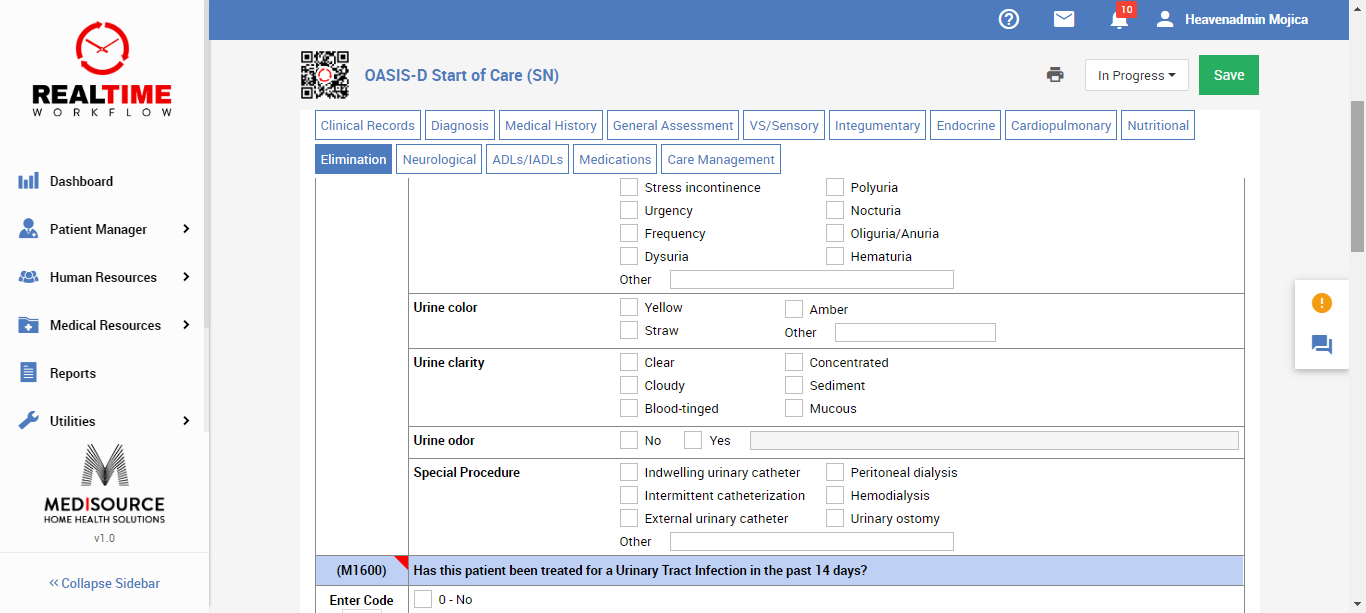 10
Heavenadmin Mojica
REALTIME
WORKFLOW
OASIS-D Start of Care (SN)
In Progress
Save
Clinical Records
Diagnosis
Medical History
General Assessment
VS/Sensory
Integumentary
Endocrine
Cardiopulmonary
Nutritional
Elimination
Neurological
ADLs/IADLs
Medications
Care Management
Dashboard
Patient Manager
Human Resources
Medical Resources
Reports
Utilities
MEDISOURCE
HOME HEALTH SOLUTIONS
v1.0
Collapse Sidebar
Stress incontinence
Polyuria
Urgency
Nocturia
Frequency
Oliguria/Anuria
Dysuria
Hematuria
Other
Urine color
Yellow
Amber
Straw
Other
Urine clarity
Clear
Concentrated
Cloudy
Sediment
Blood-tinged
Mucous
Urine odor
No
Yes
Special Procedure
Indwelling urinary catheter
Peritoneal dialysis
Intermittent catheterization
Hemodialysis
External urinary catheter
Urinary ostomy
Other
(M1600)
Has this patient been treated for a Urinary Tract Infection in the past 14 days?
Enter Code
0 - No